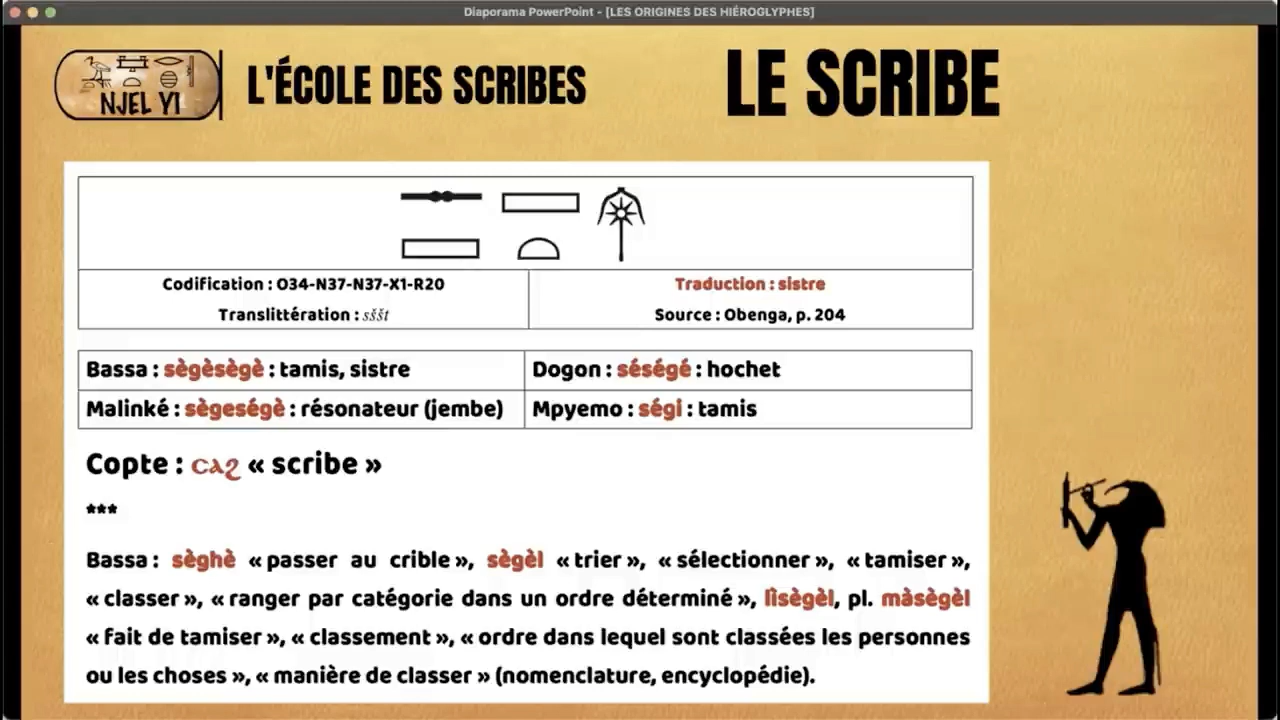 Diaporama PowerPoint - [LES ORIGINES DES HIÉROGLYPHES]
NJEL YI
L'ÉCOLE DES SCRIBES
LE SCRIBE
Codification : O34-N37-N37-X1-R20
Translittération : sššt
Traduction : sistre
Source : Obenga, p. 204
Bassa : sègèsègè : tamis, sistre
Dogon : séségé : hochet
Malinké : sègeségè : résonateur (jembe)
Mpyemo : ségi : tamis
Copte : ⲥⲁϩ « scribe »
***
Bassa : sèghè « passer au crible », sègèl « trier », « sélectionner », « tamiser »,
« classer », « ranger par catégorie dans un ordre déterminé », lìsègèl, pl. màsègèl
« fait de tamiser », « classement », « ordre dans lequel sont classées les personnes
ou les choses », « manière de classer » (nomenclature, encyclopédie).